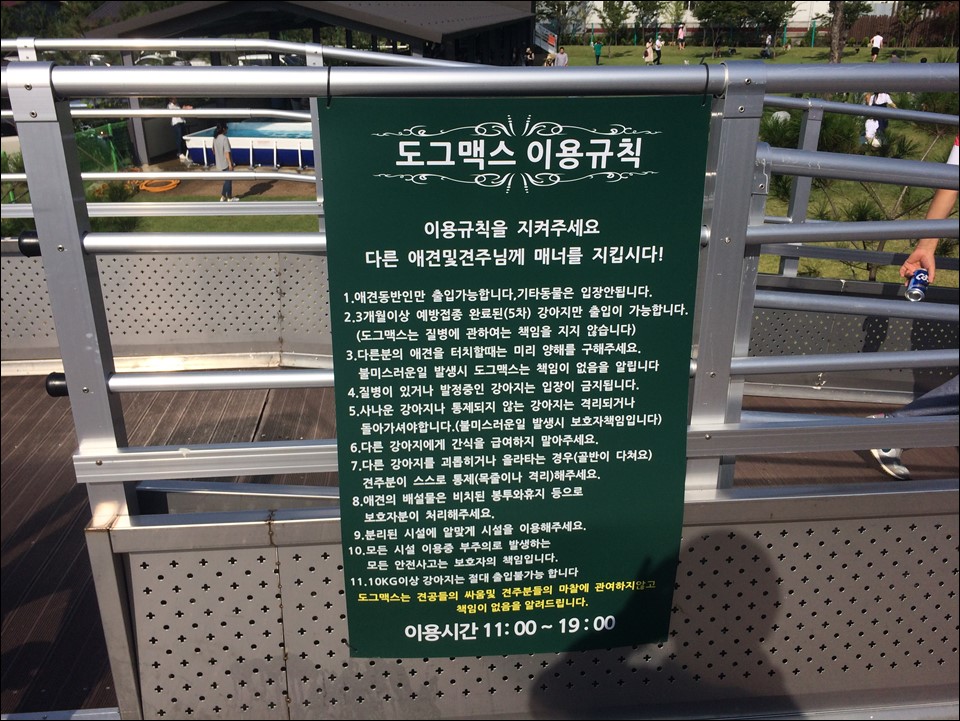 도그맥스 이용규칙
이용규칙을 지켜주세요
다른 애견및견주님께 매너를 지킵시다!
1.애견동반인만 출입가능합니다,기타동물은 입장안됩니다.
2.3개월이상 예방접종 완료된(5차) 강아지만 출입이 가능합니다.
(도그맥스는 질병에 관하여는 책임을 지지 않습니다)
3.다른분의 애견을 터치할때는 미리 양해를 구해주세요.
불미스러운일 발생시 도그맥스는 책임이 없음을 알립니다
4.질병이 있거나 발정중인 강아지는 입장이 금지됩니다.
5.사나운 강아지나 통제되지 않는 강아지는 격리되거나
돌아가셔야합니다.(불미스러운일 발생시 보호자책임입니다)
6.다른 강아지에게 간식을 급여하지 말아주세요.
7.다른 강아지를 괴롭히거나 올라타는 경우(골반이 다쳐요)
견주분이 스스로 통제(목줄이나 격리)해주세요.
8.애견의 배설물은 비치된 봉투와휴지 등으로
보호자분이 처리해주세요.
9.분리된 시설에 알맞게 시설을 이용해주세요.
10.모든 시설 이용중 부주의로 발생하는
모든 안전사고는 보호자의 책임입니다.
11.10KG이상 강아지는 절대 출입불가능 합니다
도그맥스는 견공들의 싸움및 견주분들의 마찰에 관여하지않고
책임이 없음을 알려드립니다.
이용시간 11:00 ~ 19:00